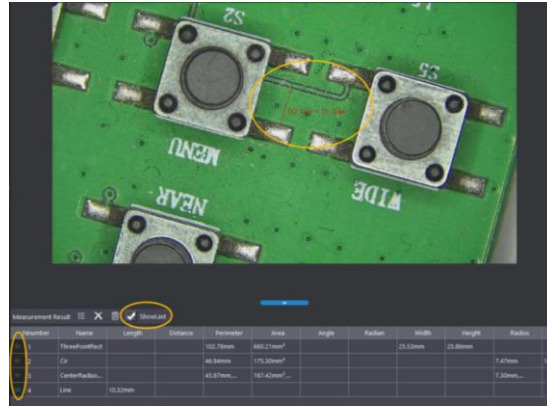 S2
S5
MENU
WIDE
NEAR
Measurement Result ShowList
Number Name Length Distance Perimeter Area Angle Radian Width Height Radius
1 ThreePointRect 102.78mm 660.21mm² 25.53mm 25.86mm
2 Cir 46.94mm 175.30mm² 7.47mm
3 CenterRadius... 45.87mm,... 167.42mm²,... 7.30mm,...
4 Line 10.32mm